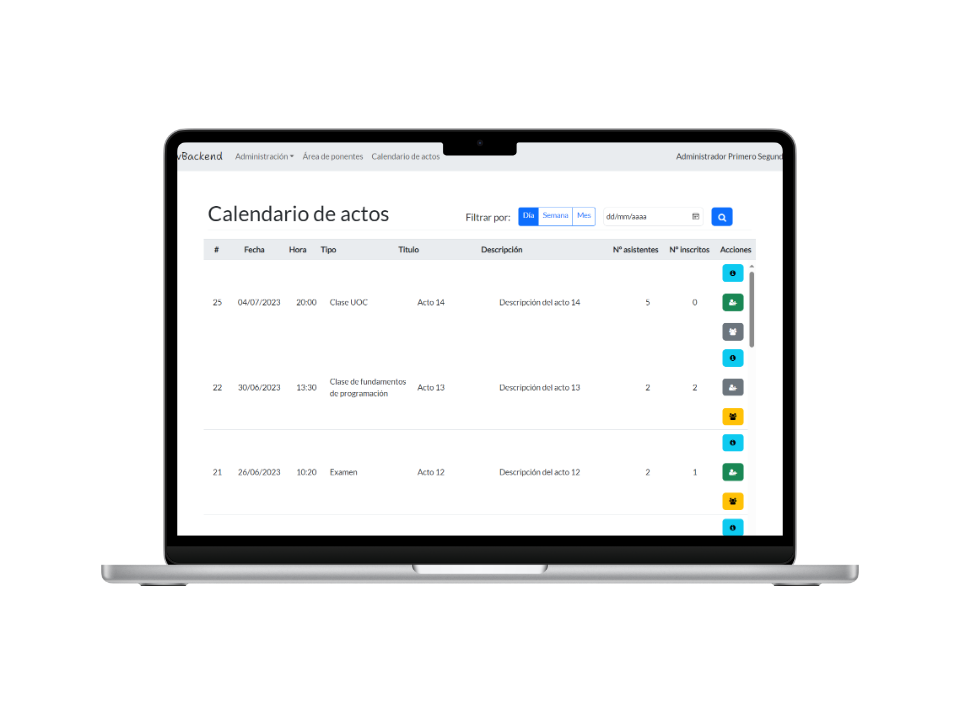 vBackend Administración Área de ponentes Calendario de actos Administrador Primero Segund
Calendario de actos
Filtrar por: Día Semana Mes dd/mm/aaaa
# Fecha Hora Tipo Título Descripción Nº asistentes Nº inscritos Acciones
25 04/07/2023 20:00 Clase UOC Acto 14 Descripción del acto 14 5 0
22 30/06/2023 13:30 Clase de fundamentos de programación Acto 13 Descripción del acto 13 2 2
21 26/06/2023 10:20 Examen Acto 12 Descripción del acto 12 2 1